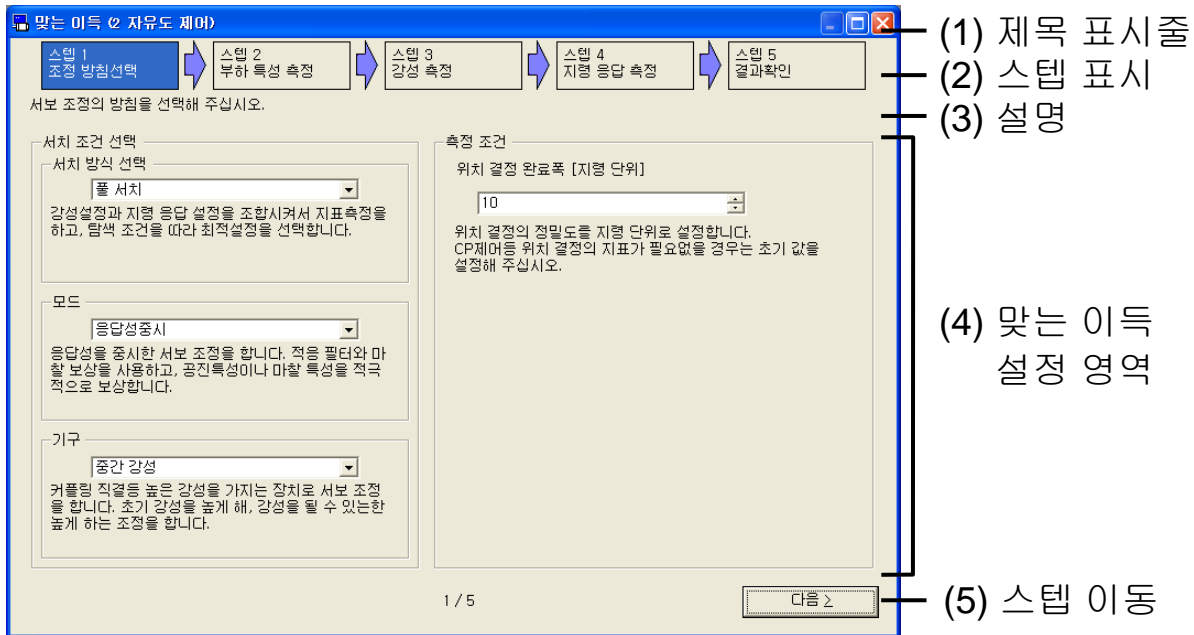 맞는 이득 (2 자유도 제어)
스텝 1
조정 방침선택
스텝 2
부하 특성 측정
스텝 3
강성 측정
스텝 4
지령 응답 측정
스텝 5
결과확인
서보 조정의 방침을 선택해 주십시오.
서치 조건 선택
서치 방식 선택
풀 서치
강성설정과 지령 응답 설정을 조합시켜서 지표측정을
하고, 탐색 조건을 따라 최적설정을 선택합니다.
모드
응답성중시
응답성을 중시한 서보 조정을 합니다. 적응 필터와 마
찰 보상을 사용하고, 공진특성이나 마찰 특성을 적극
적으로 보상합니다.
기구
중간 강성
커플링 직결등 높은 강성을 가지는 장치로 서보 조정
을 합니다. 초기 강성을 높게 해, 강성을 될 수 있는한
높게 하는 조정을 합니다.
측정 조건
위치 결정 완료폭 [지령 단위]
10
위치 결정의 정밀도를 지령 단위로 설정합니다.
CP제어등 위치 결정의 지표가 필요없을 경우는 초기 값을
설정해 주십시오.
1 / 5
다음 >
(1) 제목 표시줄
(2) 스텝 표시
(3) 설명
(4) 맞는 이득
설정 영역
(5) 스텝 이동